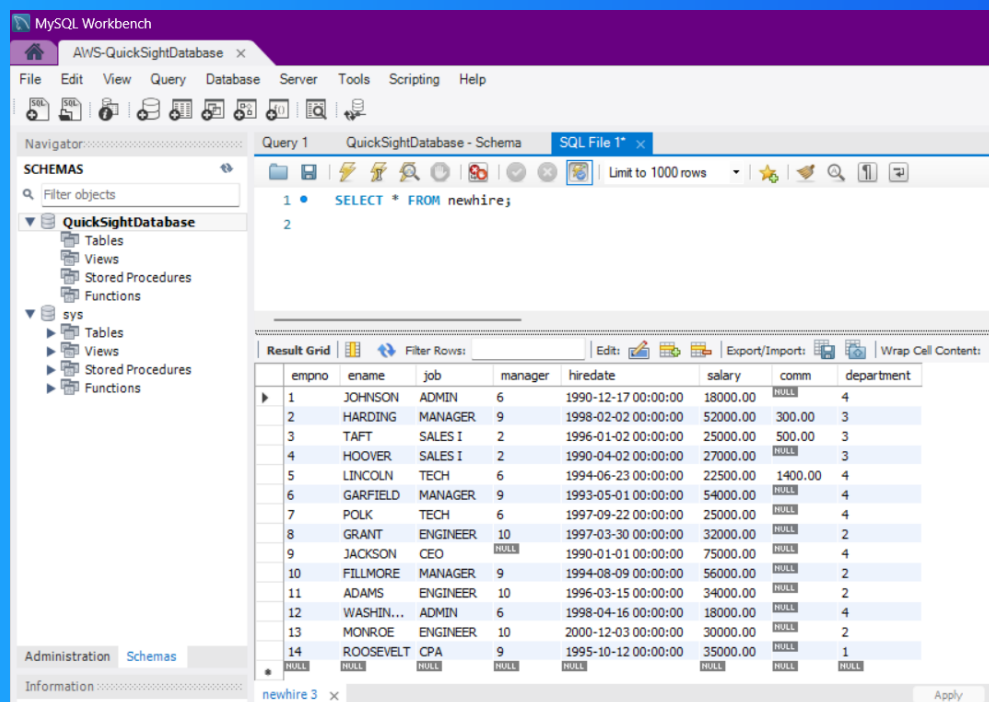 MySQL Workbench
AWS-QuickSightDatabase
File Edit View Query Database Server Tools Scripting Help
Navigator
SCHEMAS
Filter objects
QuickSightDatabase
Tables
Views
Stored Procedures
Functions
sys
Tables
Views
Stored Procedures
Functions
Administration Schemas
Information
Query 1 QuickSightDatabase - Schema SQL File 1*
Limit to 1000 rows
1 SELECT * FROM newhire;
2
Result Grid Filter Rows: Edit: Export/Import: Wrap Cell Content:
empno ename job manager hiredate salary comm department
1 JOHNSON ADMIN 6 1990-12-17 00:00:00 18000.00 NULL 4
2 HARDING MANAGER 9 1998-02-02 00:00:00 52000.00 300.00 3
3 TAFT SALES I 2 1996-01-02 00:00:00 25000.00 500.00 3
4 HOOVER SALES I 2 1990-04-02 00:00:00 27000.00 NULL 3
5 LINCOLN TECH 6 1994-06-23 00:00:00 22500.00 1400.00 4
6 GARFIELD MANAGER 9 1993-05-01 00:00:00 54000.00 NULL 4
7 POLK TECH 6 1997-09-22 00:00:00 25000.00 NULL 4
8 GRANT ENGINEER 10 1997-03-30 00:00:00 32000.00 NULL 2
9 JACKSON CEO NULL 1990-01-01 00:00:00 75000.00 NULL 4
10 FILLMORE MANAGER 9 1994-08-09 00:00:00 56000.00 NULL 2
11 ADAMS ENGINEER 10 1996-03-15 00:00:00 34000.00 NULL 2
12 WASHIN... ADMIN 6 1998-04-16 00:00:00 18000.00 NULL 4
13 MONROE ENGINEER 10 2000-12-03 00:00:00 30000.00 NULL 2
14 ROOSEVELT CPA 9 1995-10-12 00:00:00 35000.00 NULL 1
NULL NULL NULL NULL NULL NULL NULL NULL
newhire 3
Apply